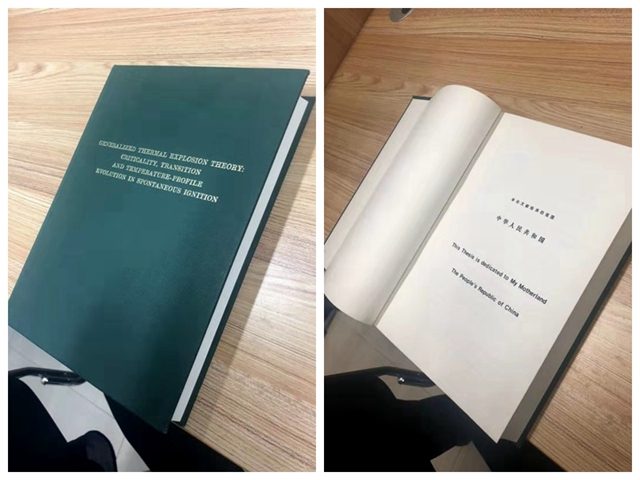 GENERALIZED THERMAL EXPLOSION THEORY:
CRITICALITY, TRANSITION
AND TEMPERATURE-PROFILE
EVOLUTION IN SPONTANEOUS IGNITION
中华人民共和国
This Thesis is dedicated to My Motherland
The People's Republic of China